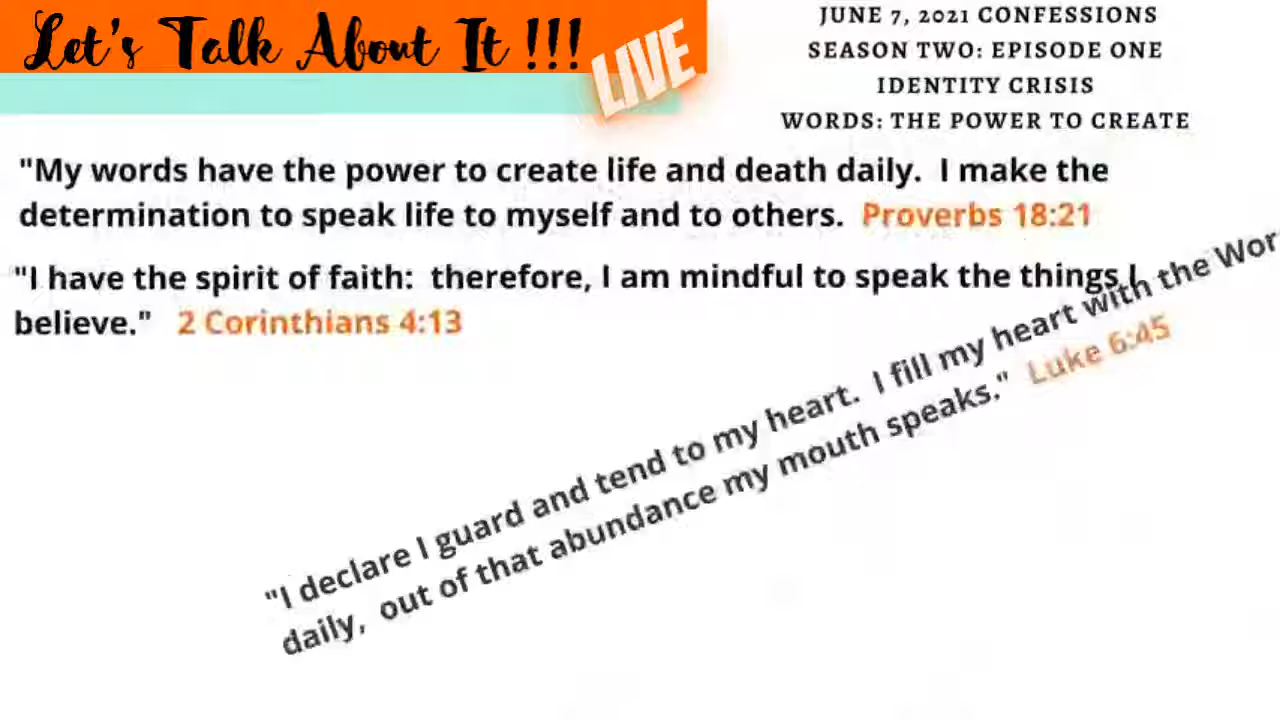 Let's Talk About It !!!
LIVE
JUNE 7, 2021 CONFESSIONS
SEASON TWO: EPISODE ONE
IDENTITY CRISIS
WORDS: THE POWER TO CREATE
"My words have the power to create life and death daily. I make the
determination to speak life to myself and to others. Proverbs 18:21
"I have the spirit of faith: therefore, I am mindful to speak the things I
believe." 2 Corinthians 4:13
"I declare I guard and tend to my heart. I fill my heart with the Wor
daily, out of that abundance my mouth speaks." Luke 6:45